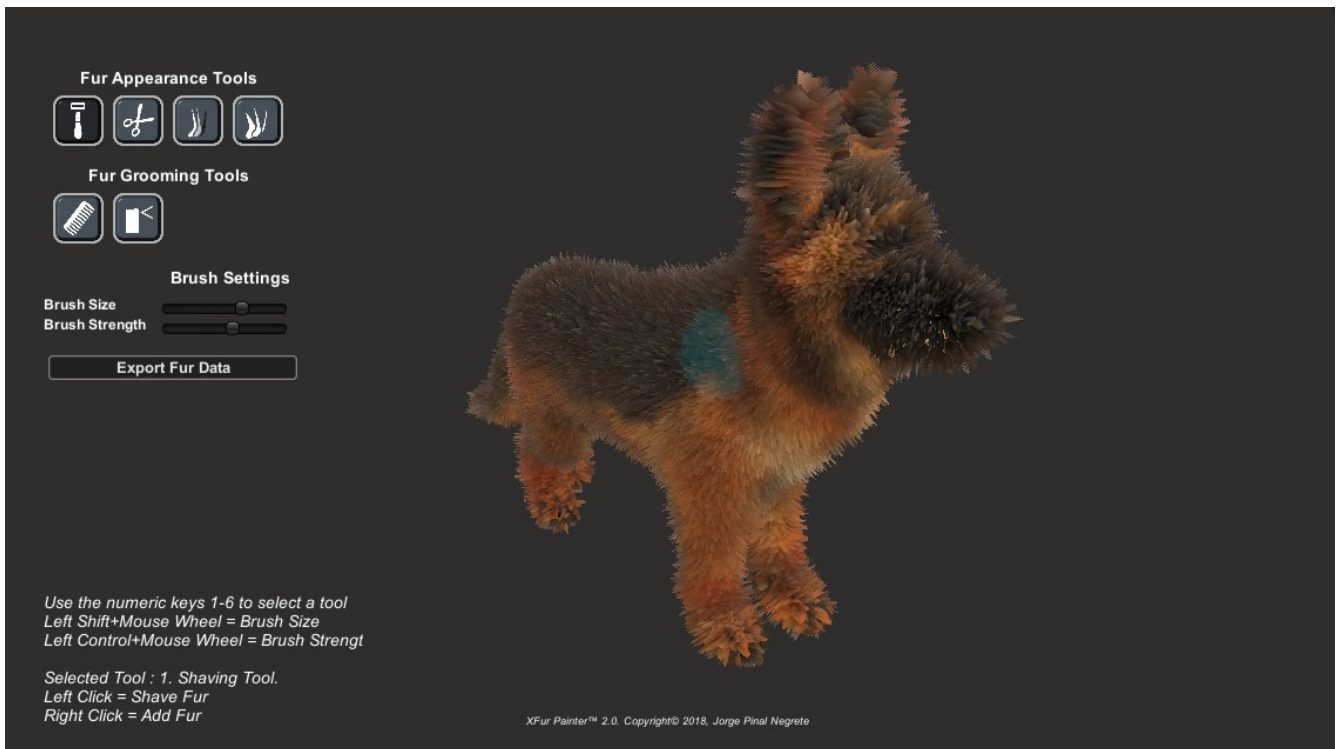 Fur Appearance Tools
Fur Grooming Tools
Brush Settings
Brush Size
Brush Strength
Export Fur Data
Use the numeric keys 1-6 to select a tool
Left Shift+Mouse Wheel = Brush Size
Left Control+Mouse Wheel = Brush Strengt
Selected Tool : 1. Shaving Tool.
Left Click = Shave Fur
Right Click = Add Fur
XFur Painter™ 2.0. Copyright© 2018, Jorge Pinal Negrete